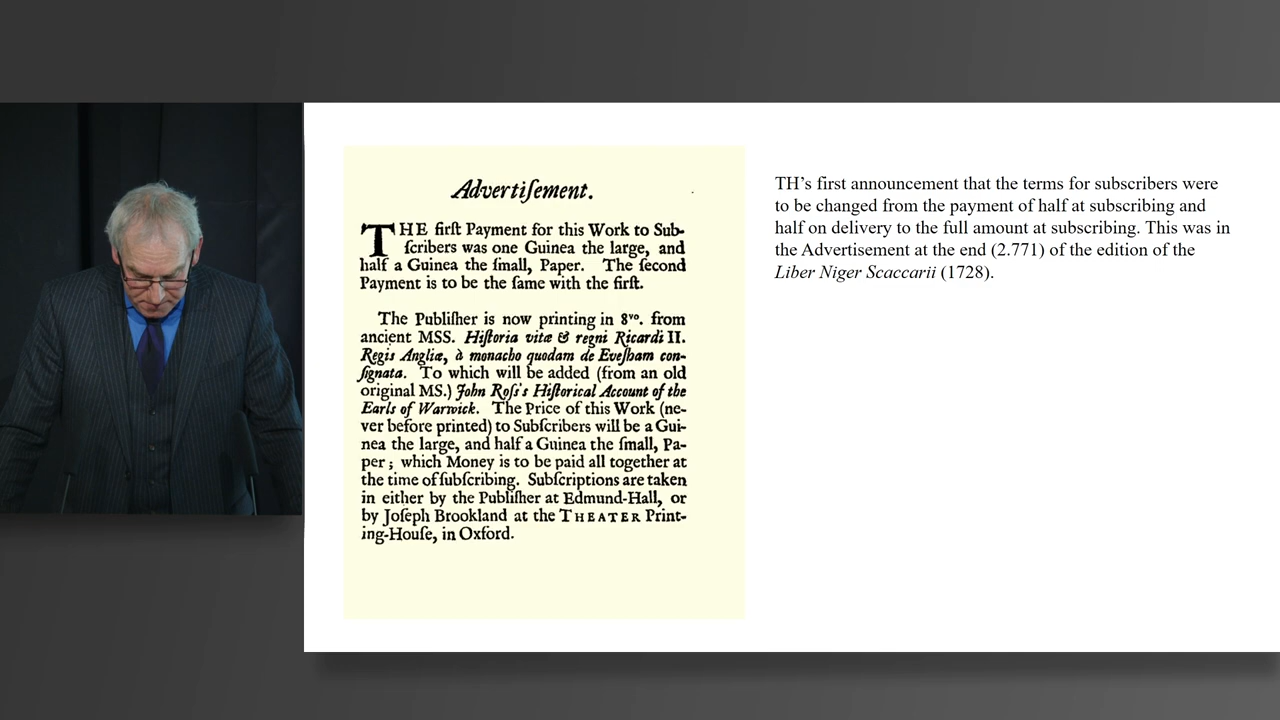 Advertiſement.
THE firſt Payment for this Work to Sub-
ſcribers was one Guinea the large, and
half a Guinea the ſmall, Paper. The ſecond
Payment is to be the ſame with the firſt.
The Publiſher is now printing in 8vo. from
ancient MSS. Hiſtoria vitæ & regni Ricardi II.
Regis Angliæ, à monacho quodam de Eveſham con-
ſignata. To which will be added (from an old
original MS.) John Roſs's Hiſtorical Account of the
Earls of Warwick. The Price of this Work (ne-
ver before printed) to Subſcribers will be a Gui-
nea the large, and half a Guinea the ſmall, Pa-
per; which Money is to be paid all together at
the time of ſubſcribing. Subſcriptions are taken
in either by the Publiſher at Edmund-Hall, or
by Joſeph Brookland at the THEATER Print-
ing-Houſe, in Oxford.
TH’s first announcement that the terms for subscribers were
to be changed from the payment of half at subscribing and
half on delivery to the full amount at subscribing. This was in
the Advertisement at the end (2.771) of the edition of the
Liber Niger Scaccarii (1728).